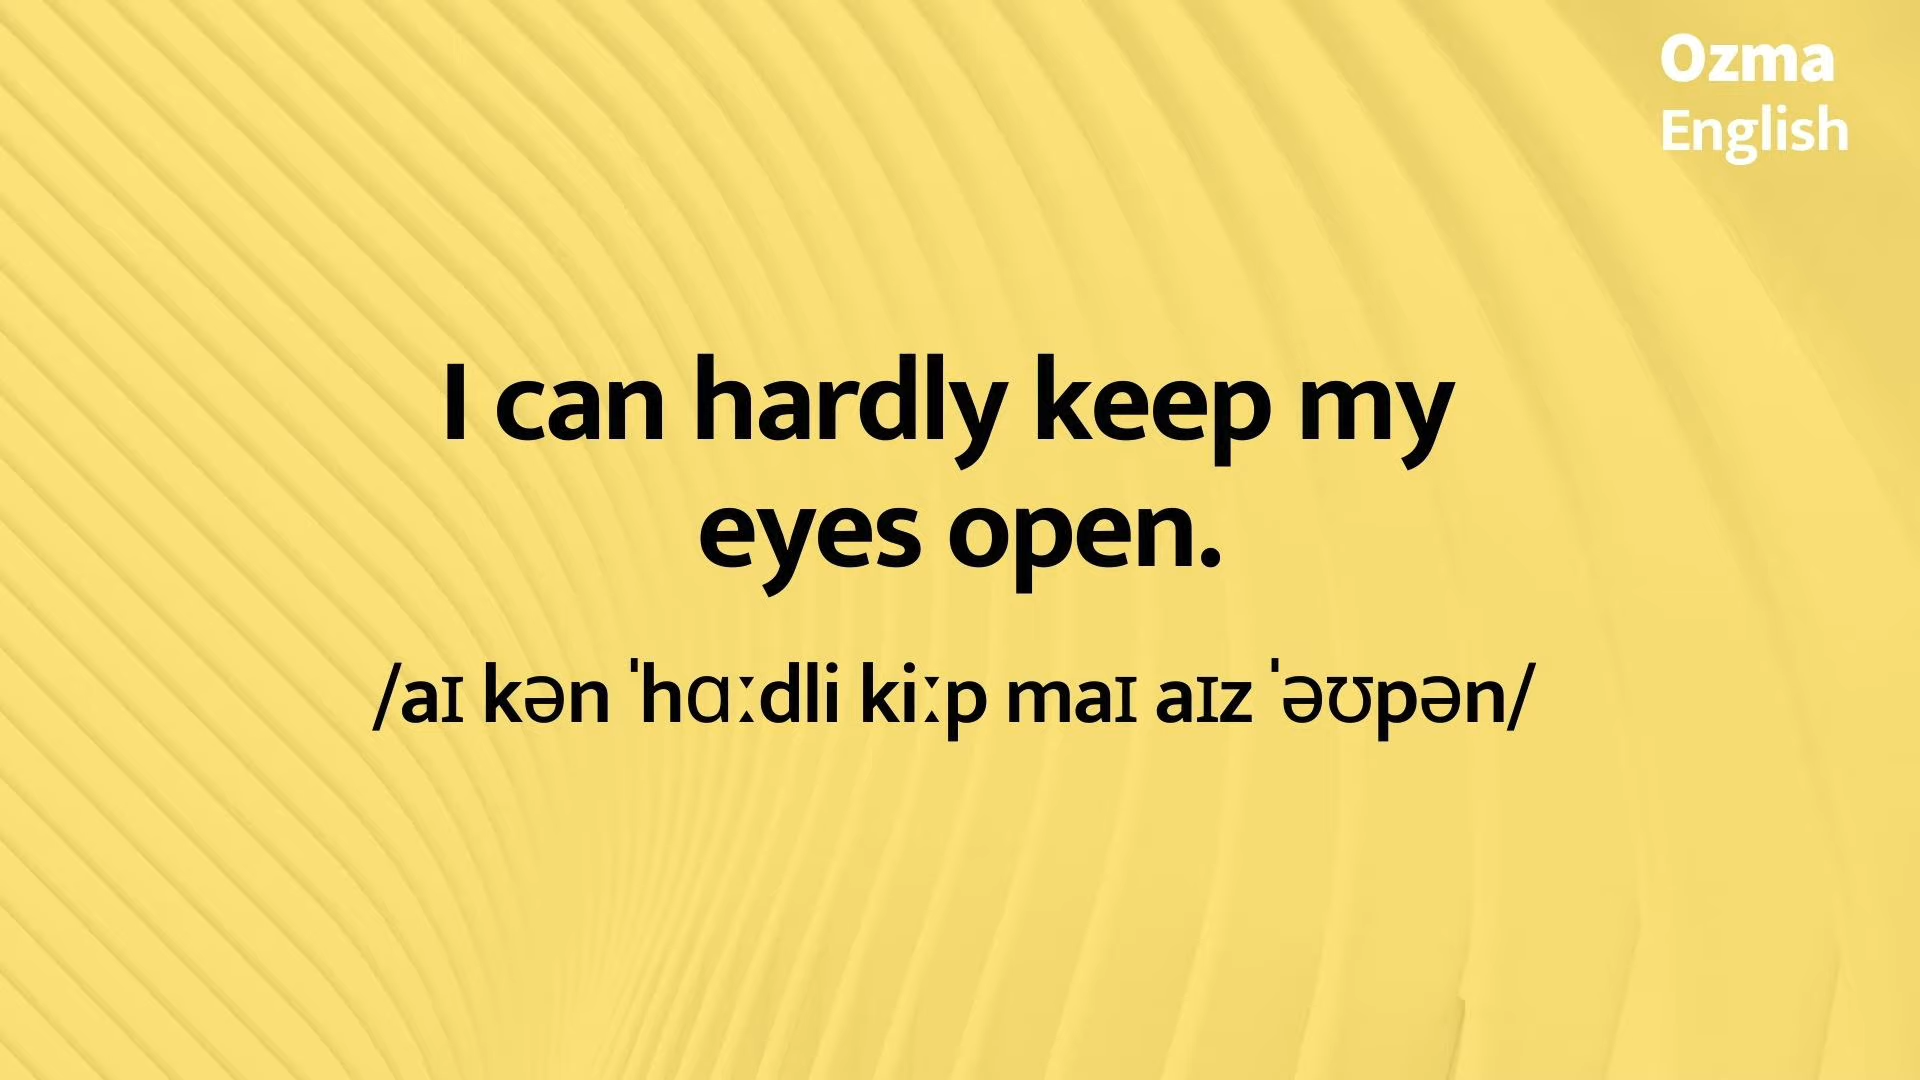 Ozma
English
I can hardly keep my
eyes open.
/aɪ kən ˈhɑːdli kiːp maɪ aɪz ˈəʊpən/